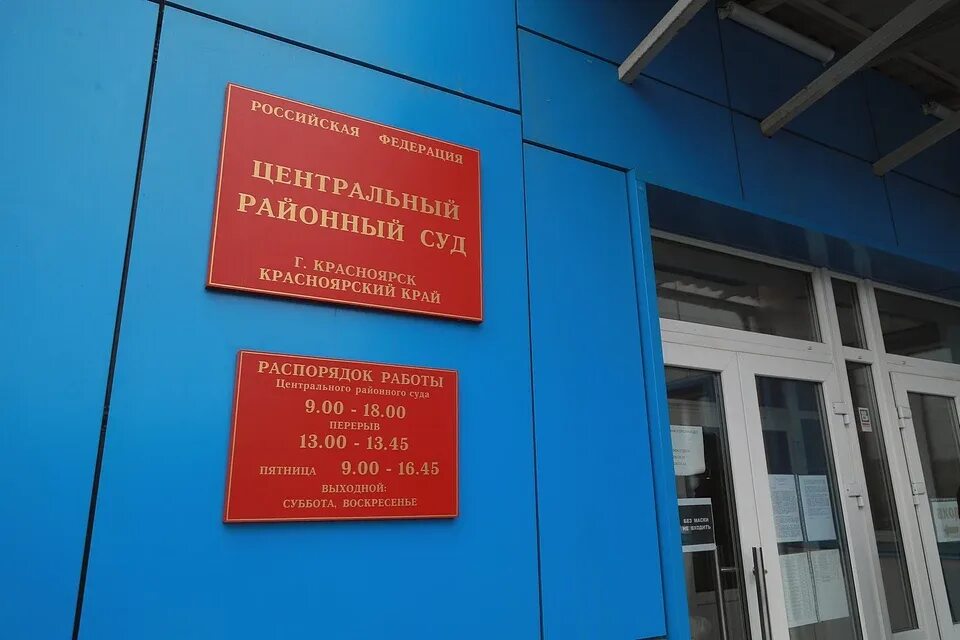 РОССИЙСКАЯ ФЕДЕРАЦИЯ
ЦЕНТРАЛЬНЫЙ
РАЙОННЫЙ СУД
Г. КРАСНОЯРСК
КРАСНОЯРСКИЙ КРАЙ
РАСПОРЯДОК РАБОТЫ
Центрального районного суда
9.00 - 18.00
ПЕРЕРЫВ
13.00 - 13.45
ПЯТНИЦА 9.00 - 16.45
ВЫХОДНОЙ:
СУББОТА, ВОСКРЕСЕНЬЕ
БЕЗ МАСКИ
НЕ ВХОДИТЬ